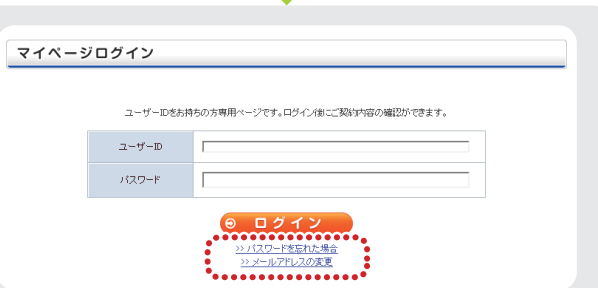 マイページログイン
ユーザーIDをお持ちの方専用ページです。ログイン後にご契約内容の確認ができます。
ユーザーID
パスワード
ログイン
>> パスワードを忘れた場合
>> メールアドレスの変更